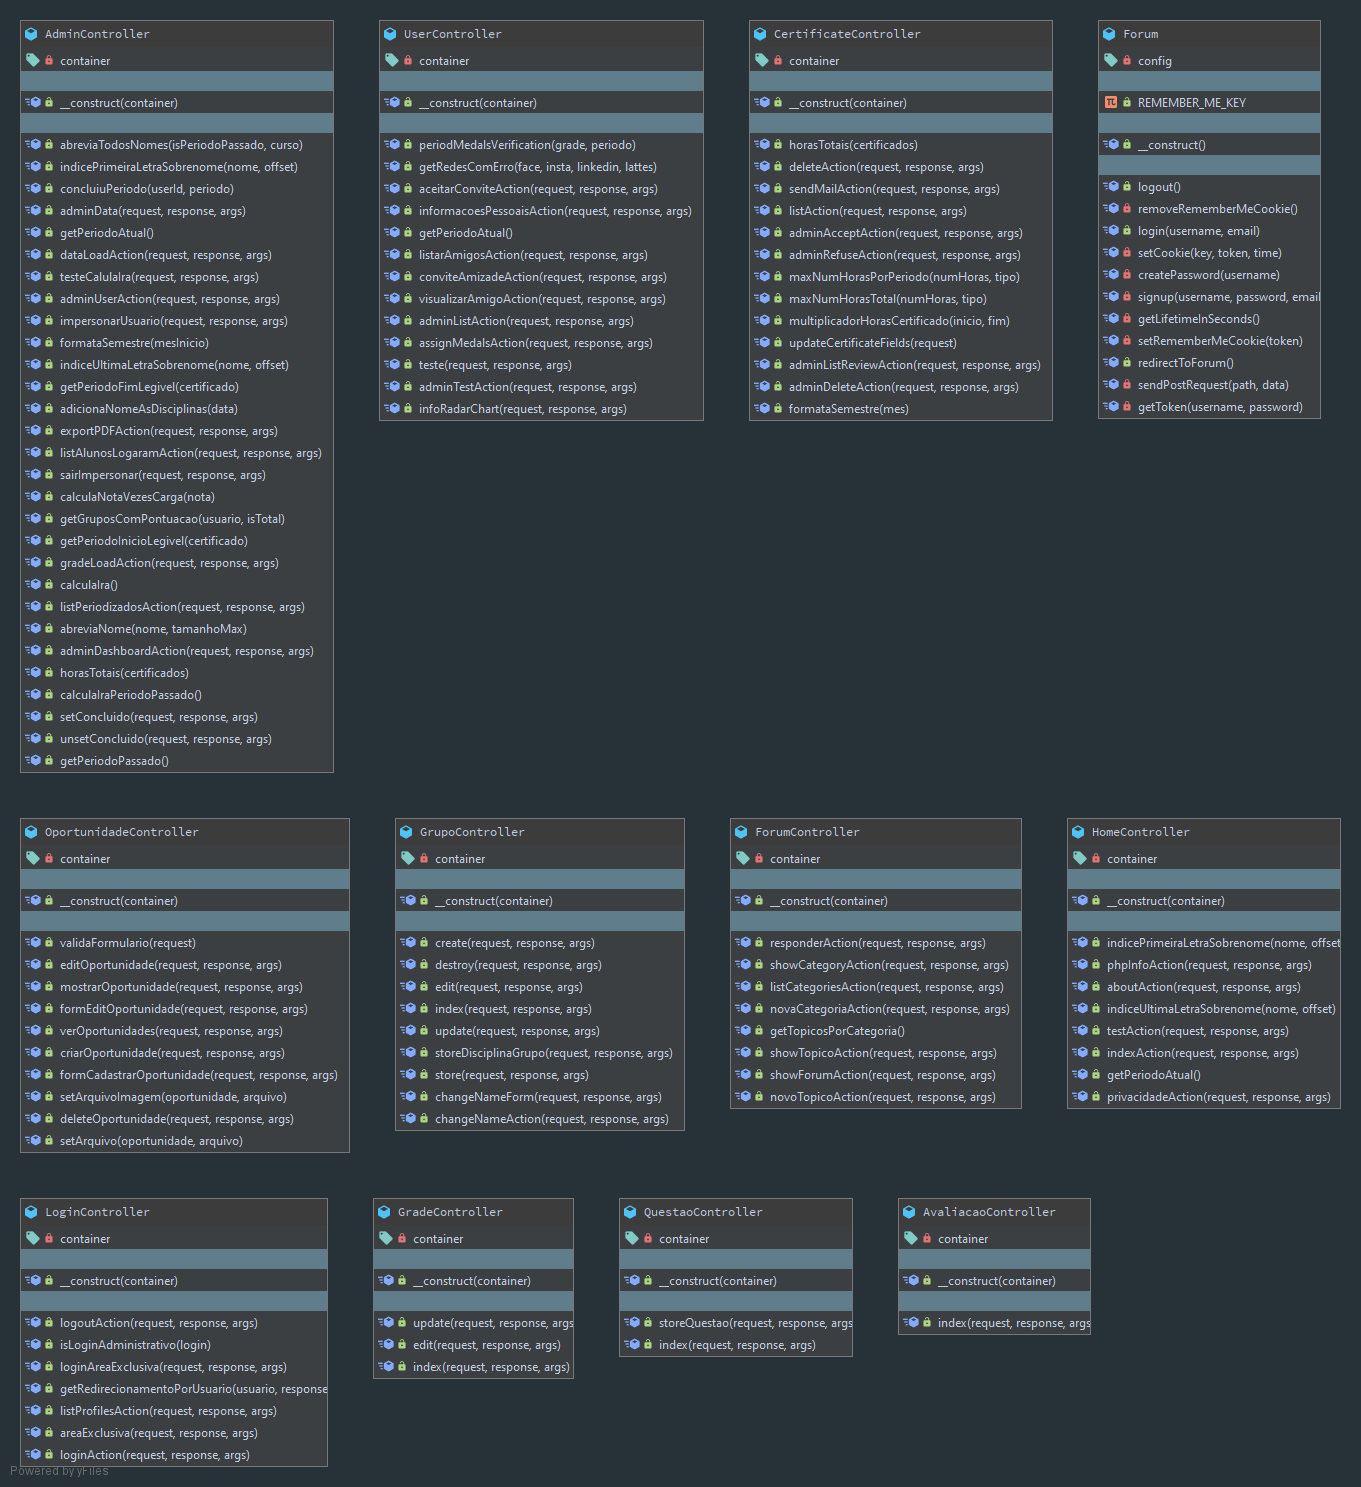 AdminController
container
__construct(container)
abreviaTodosNomes(isPeriodoPassado, curso)
indicePrimeiraLetraSobrenome(nome, offset)
concluiuPeriodo(userId, periodo)
adminData(request, response, args)
getPeriodoAtual()
dataLoadAction(request, response, args)
testeCalulaIra(request, response, args)
adminUserAction(request, response, args)
impersonarUsuario(request, response, args)
formataSemestre(mesInicio)
indiceUltimaLetraSobrenome(nome, offset)
getPeriodoFimLegivel(certificado)
adicionaNomeAsDisciplinas(data)
exportPDFAction(request, response, args)
listAlunosLogaramAction(request, response, args)
sairImpersonar(request, response, args)
calculaNotaVezesCarga(nota)
getGruposComPontuacao(usuario, isTotal)
getPeriodoInicioLegivel(certificado)
gradeLoadAction(request, response, args)
calculaIra()
listPeriodizadosAction(request, response, args)
abreviaNome(nome, tamanhoMax)
adminDashboardAction(request, response, args)
horasTotais(certificados)
calculaIraPeriodoPassado()
setConcluido(request, response, args)
unsetConcluido(request, response, args)
getPeriodoPassado()
UserController
container
__construct(container)
periodMedalsVerification(grade, periodo)
getRedesComErro(face, insta, linkedin, lattes)
aceitarConviteAction(request, response, args)
informacoesPessoaisAction(request, response, args)
getPeriodoAtual()
listarAmigosAction(request, response, args)
conviteAmizadeAction(request, response, args)
visualizarAmigoAction(request, response, args)
adminListAction(request, response, args)
assignMedalsAction(request, response, args)
teste(request, response, args)
adminTestAction(request, response, args)
infoRadarChart(request, response, args)
CertificateController
container
__construct(container)
horasTotais(certificados)
deleteAction(request, response, args)
sendMailAction(request, response, args)
listAction(request, response, args)
adminAcceptAction(request, response, args)
adminRefuseAction(request, response, args)
maxNumHorasPorPeriodo(numHoras, tipo)
maxNumHorasTotal(numHoras, tipo)
multiplicadorHorasCertificado(inicio, fim)
updateCertificateFields(request)
adminListReviewAction(request, response, args)
adminDeleteAction(request, response, args)
formataSemestre(mes)
Forum
config
REMEMBER_ME_KEY
__construct()
logout()
removeRememberMeCookie()
login(username, email)
setCookie(key, token, time)
createPassword(username)
signup(username, password, email
getLifetimeInSeconds()
setRememberMeCookie(token)
redirectToForum()
sendPostRequest(path, data)
getToken(username, password)
OportunidadeController
container
__construct(container)
validaFormulario(request)
editOportunidade(request, response, args)
mostrarOportunidade(request, response, args)
formEditOportunidade(request, response, args)
verOportunidades(request, response, args)
criarOportunidade(request, response, args)
formCadastrarOportunidade(request, response, args)
setArquivoImagem(oportunidade, arquivo)
deleteOportunidade(request, response, args)
setArquivo(oportunidade, arquivo)
GrupoController
container
__construct(container)
create(request, response, args)
destroy(request, response, args)
edit(request, response, args)
index(request, response, args)
update(request, response, args)
storeDisciplinaGrupo(request, response, args)
store(request, response, args)
changeNameForm(request, response, args)
changeNameAction(request, response, args)
ForumController
container
__construct(container)
responderAction(request, response, args)
showCategoryAction(request, response, args)
listCategoriesAction(request, response, args)
novaCategoriaAction(request, response, args)
getTopicosPorCategoria()
showTopicoAction(request, response, args)
showForumAction(request, response, args)
novoTopicoAction(request, response, args)
HomeController
container
__construct(container)
indicePrimeiraLetraSobrenome(nome, offset
phpInfoAction(request, response, args)
aboutAction(request, response, args)
indiceUltimaLetraSobrenome(nome, offset)
testAction(request, response, args)
indexAction(request, response, args)
getPeriodoAtual()
privacidadeAction(request, response, args)
LoginController
container
__construct(container)
logoutAction(request, response, args)
isLoginAdministrativo(login)
loginAreaExclusiva(request, response, args)
getRedirecionamentoPorUsuario(usuario, response
listProfilesAction(request, response, args)
areaExclusiva(request, response, args)
loginAction(request, response, args)
GradeController
container
__construct(container)
update(request, response, args
edit(request, response, args)
index(request, response, args)
QuestaoController
container
__construct(container)
storeQuestao(request, response, args
index(request, response, args)
AvaliacaoController
container
__construct(container)
index(request, response, args
Powered by yFiles